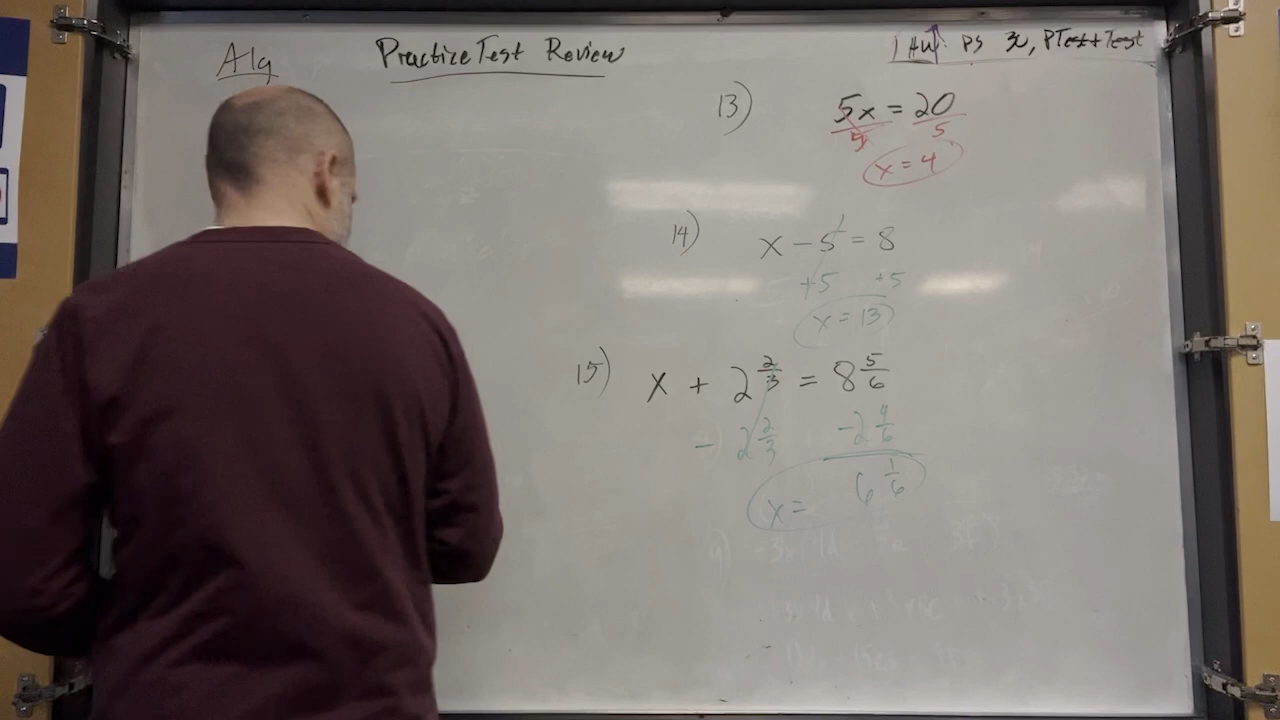 Alg
Practice Test Review
HW: PS 30, PTest+Test
13) 5x = 20
5 5
x = 4
14) x - 5 = 8
+5 +5
x = 13
15) x + 2 2/3 = 8 5/6
- 2 2/3 -2 4/6
x = 6 1/6
9)